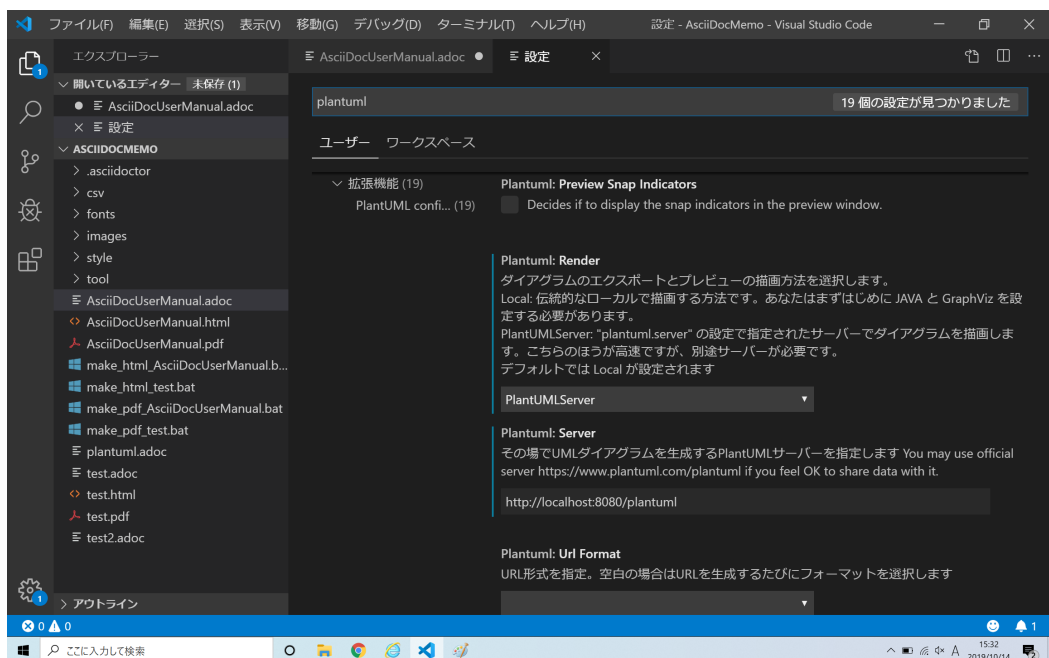 ファイル(F) 編集(E) 選択(S) 表示(V) 移動(G) デバッグ(D) ターミナル(T) ヘルプ(H) 設定 - AsciiDocMemo - Visual Studio Code
エクスプローラー
開いているエディター 未保存 (1)
AsciiDocUserManual.adoc
設定
ASCIIDOCMEMO
.asciidoctor
csv
fonts
images
style
tool
AsciiDocUserManual.adoc
AsciiDocUserManual.html
AsciiDocUserManual.pdf
make_html_AsciiDocUserManual.b...
make_html_test.bat
make_pdf_AsciiDocUserManual.bat
make_pdf_test.bat
plantuml.adoc
test.adoc
test.html
test.pdf
test2.adoc
アウトライン
1
1
AsciiDocUserManual.adoc
設定
plantuml
19 個の設定が見つかりました
ユーザー ワークスペース
拡張機能 (19)
PlantUML confi... (19)
Plantuml: Preview Snap Indicators
Decides if to display the snap indicators in the preview window.
Plantuml: Render
ダイアグラムのエクスポートとプレビューの描画方法を選択します。
Local: 伝統的なローカルで描画する方法です。あなたはまずはじめに JAVA と GraphViz を設
定する必要があります。
PlantUMLServer: "plantuml.server" の設定で指定されたサーバーでダイアグラムを描画しま
す。こちらのほうが高速ですが、別途サーバーが必要です。
デフォルトでは Local が設定されます
PlantUMLServer
Plantuml: Server
その場でUMLダイアグラムを生成するPlantUMLサーバーを指定します You may use official
server https://www.plantuml.com/plantuml if you feel OK to share data with it.
http://localhost:8080/plantuml
Plantuml: Url Format
URL形式を指定。空白の場合はURLを生成するたびにフォーマットを選択します
0 0
1
ここに入力して検索
A
15:32
2019/10/14
2